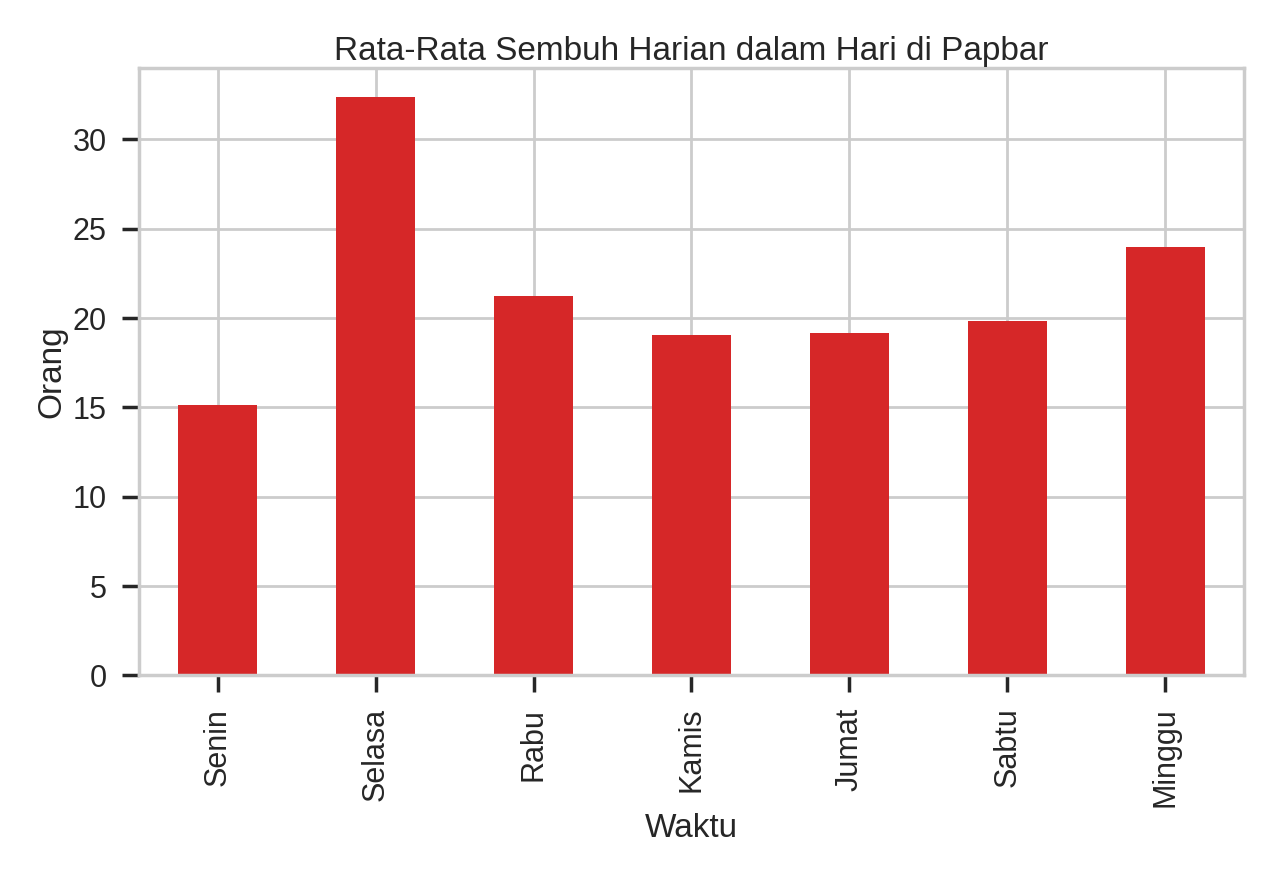 Rata-Rata Sembuh Harian dalam Hari di Papbar
Orang
30
25
20
15
10
5
0
Senin
Selasa
Rabu
Kamis
Jumat
Sabtu
Minggu
Waktu